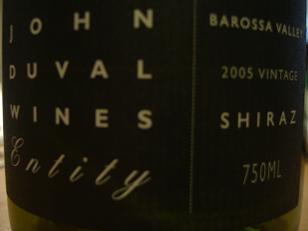 JOHN
DUVAL
WINES
Entity
BAROSSA VALLEY
2005 VINTAGE
SHIRAZ
750ML